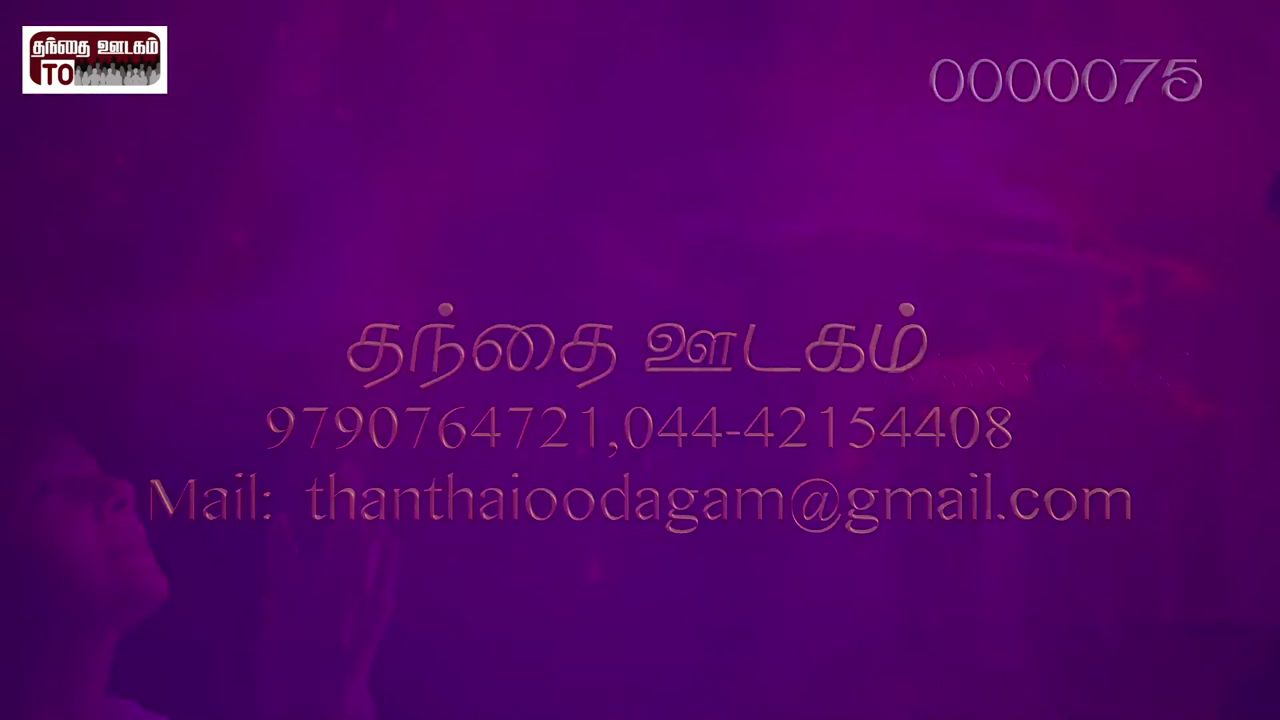 தந்தை ஊடகம்
TO
0000075
தந்தை ஊடகம்
9790764721,044-42154408
Mail: thanthaioodagam@gmail.com